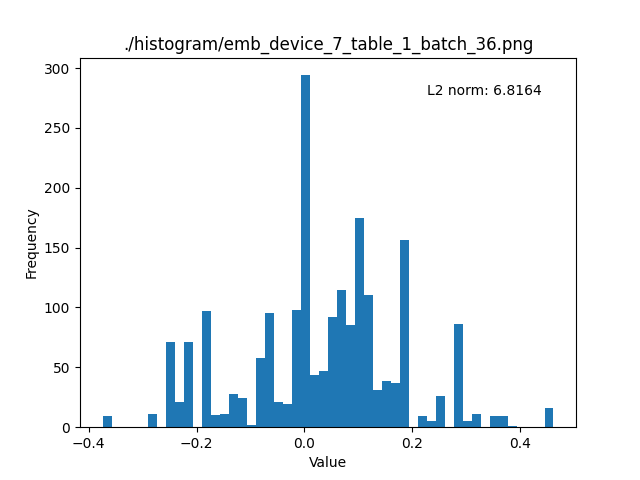 ./histogram/emb_device_7_table_1_batch_36.png
L2 norm: 6.8164
Frequency
300
250
200
150
100
50
0
−0.4 −0.2 0.0 0.2 0.4
Value